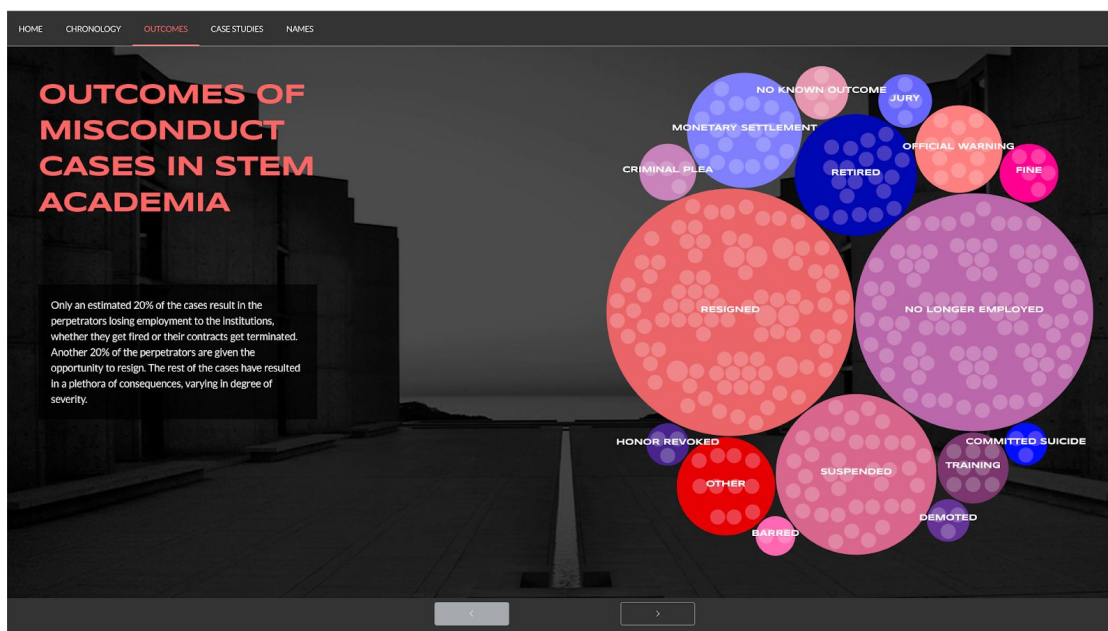 HOME CHRONOLOGY OUTCOMES CASE STUDIES NAMES
OUTCOMES OF
MISCONDUCT
CASES IN STEM
ACADEMIA
Only an estimated 20% of the cases result in the
perpetrators losing employment to the institutions,
whether they get fired or their contracts get terminated.
Another 20% of the perpetrators are given the
opportunity to resign. The rest of the cases have resulted
in a plethora of consequences, varying in degree of
severity.
NO KNOWN OUTCOME
JURY
MONETARY SETTLEMENT
OFFICIAL WARNING
CRIMINAL PLEA
RETIRED
FINE
RESIGNED
NO LONGER EMPLOYED
HONOR REVOKED
COMMITTED SUICIDE
TRAINING
SUSPENDED
OTHER
DEMOTED
BARRED